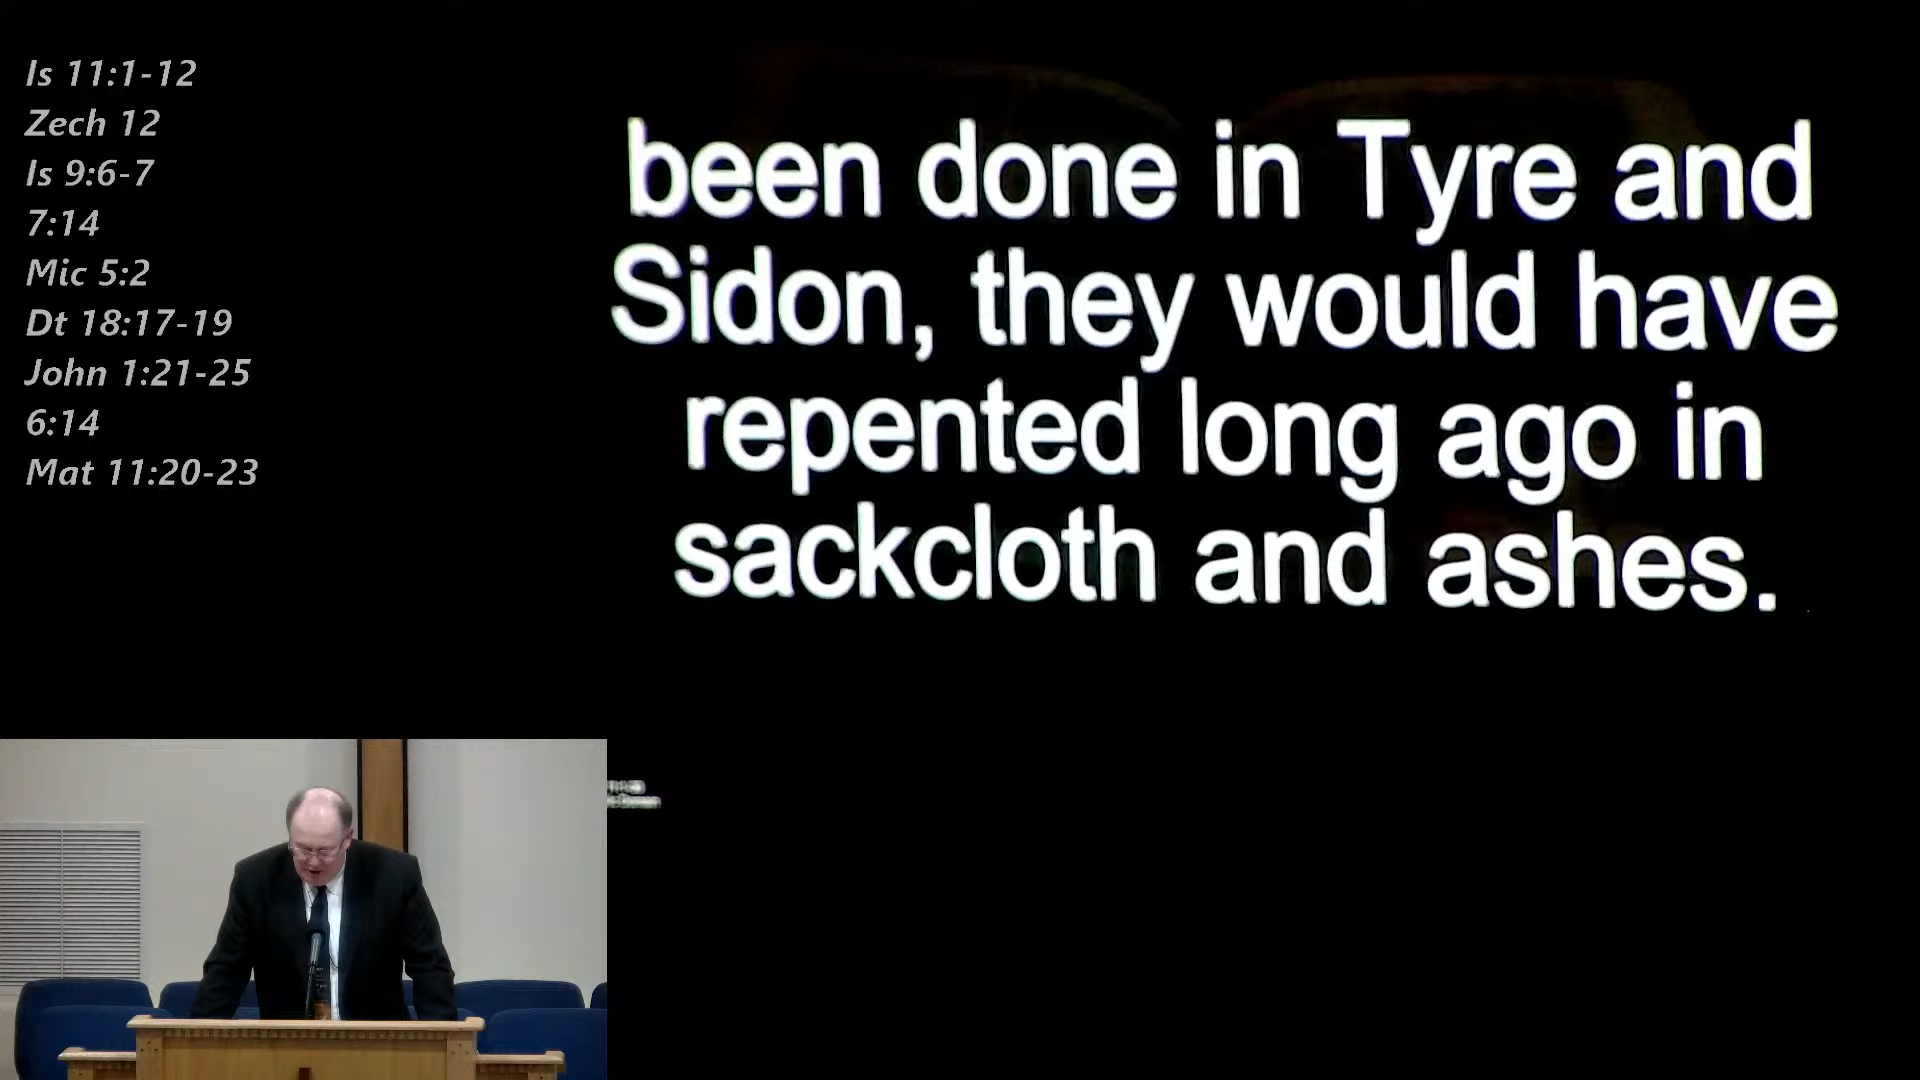 Is 11:1-12
Zech 12
Is 9:6-7
7:14
Mic 5:2
Dt 18:17-19
John 1:21-25
6:14
Mat 11:20-23
been done in Tyre and
Sidon, they would have
repented long ago in
sackcloth and ashes.